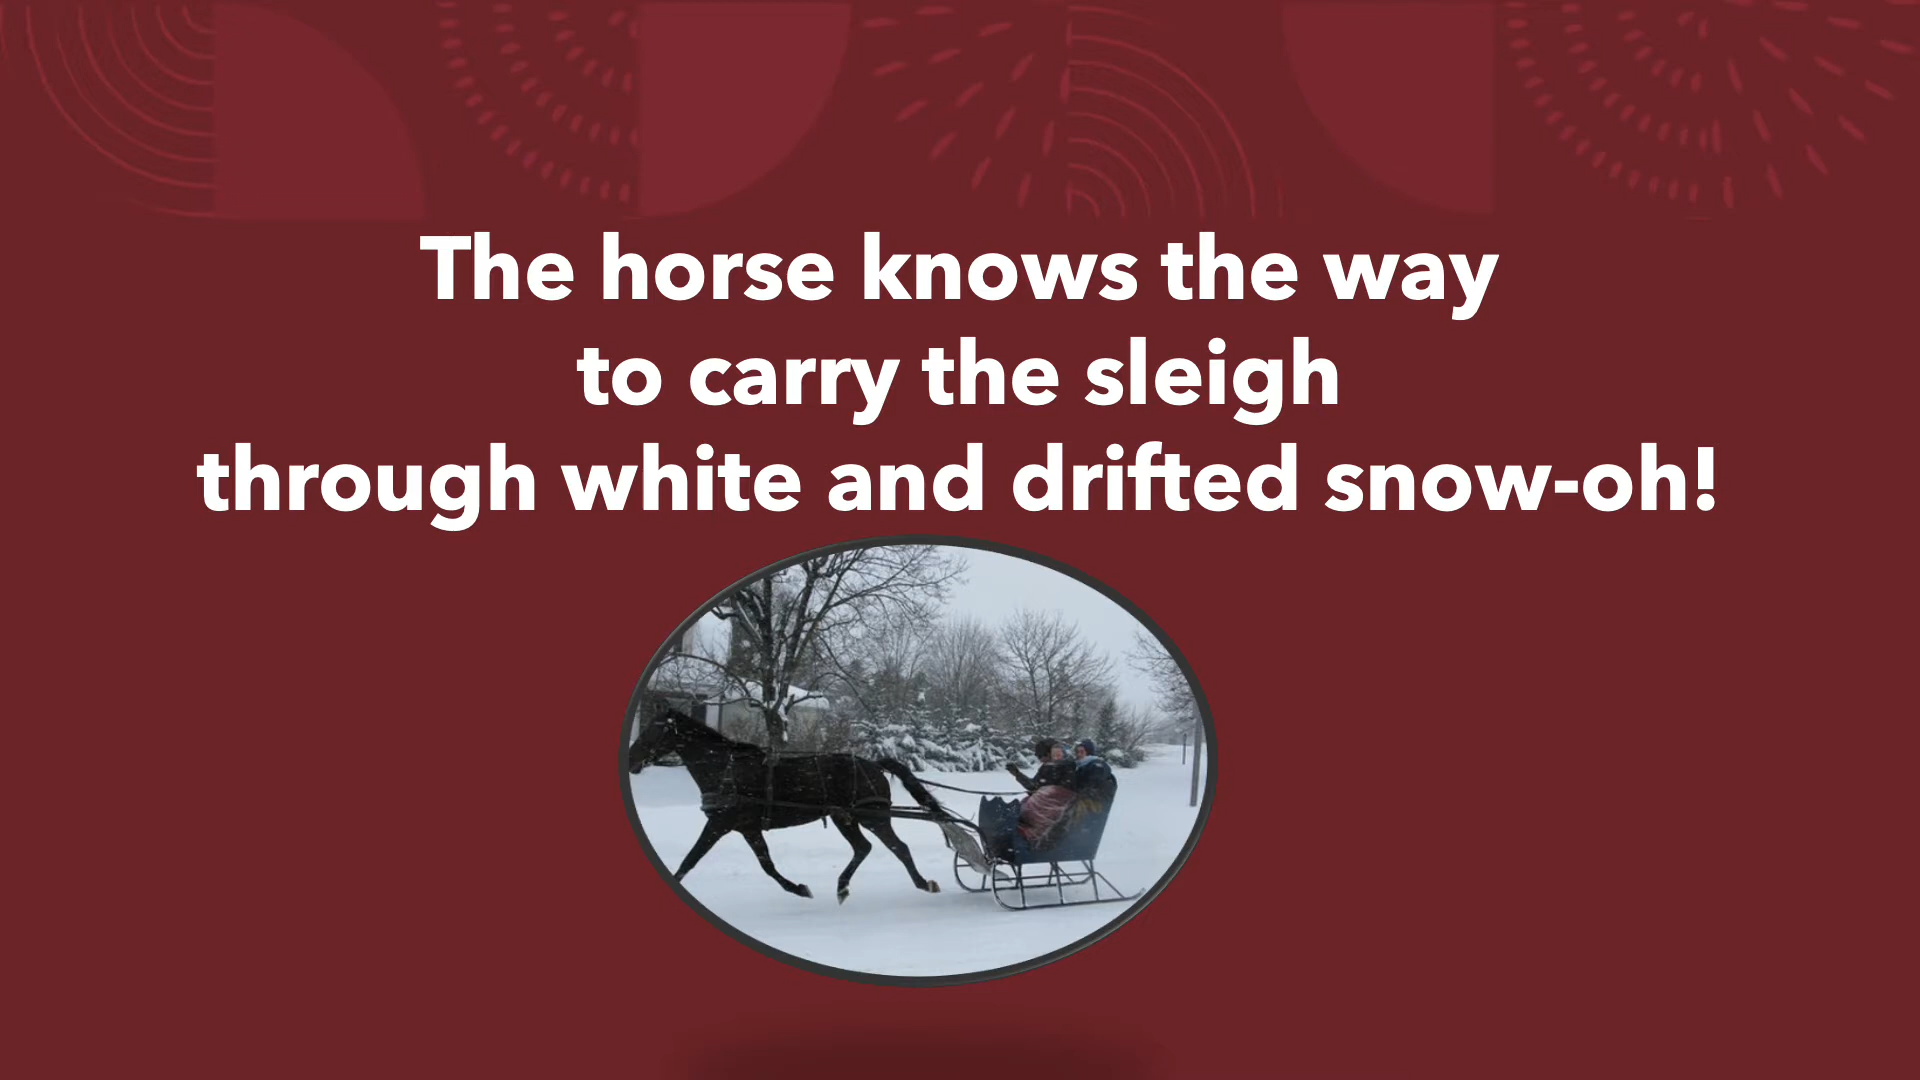 The horse knows the way
to carry the sleigh
through white and drifted snow-oh!